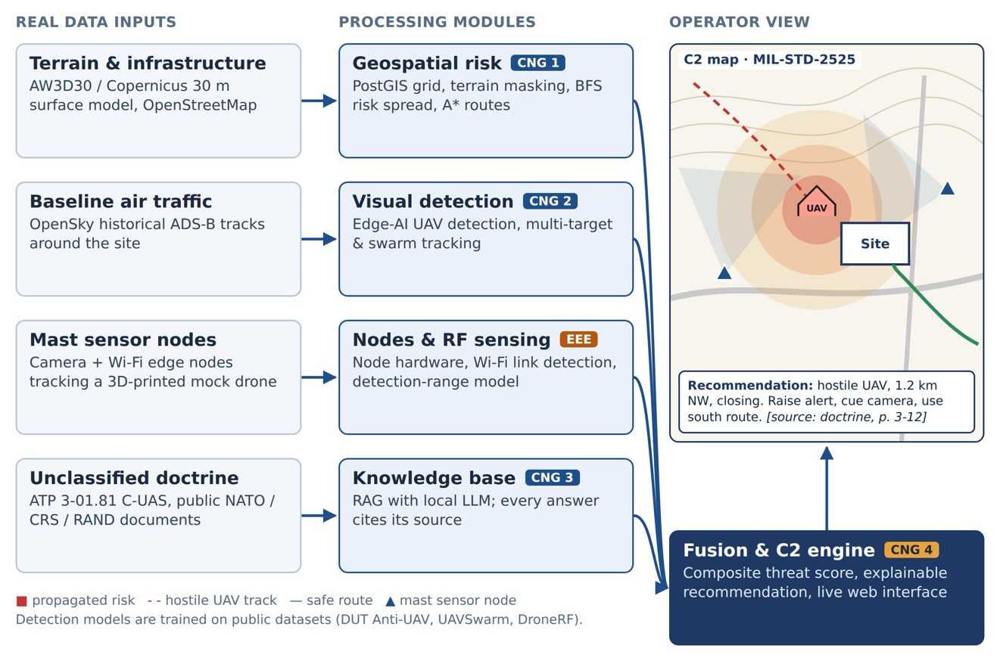 REAL DATA INPUTS
PROCESSING MODULES
OPERATOR VIEW
Terrain & infrastructure
AW3D30 / Copernicus 30 m
surface model, OpenStreetMap
Geospatial risk CNG 1
PostGIS grid, terrain masking, BFS
risk spread, A* routes
Baseline air traffic
OpenSky historical ADS-B tracks
around the site
Visual detection CNG 2
Edge-AI UAV detection, multi-target
& swarm tracking
Mast sensor nodes
Camera + Wi-Fi edge nodes
tracking a 3D-printed mock drone
Nodes & RF sensing EEE
Node hardware, Wi-Fi link detection,
detection-range model
Unclassified doctrine
ATP 3-01.81 C-UAS, public NATO /
CRS / RAND documents
Knowledge base CNG 3
RAG with local LLM; every answer
cites its source
C2 map · MIL-STD-2525
UAV
Site
Recommendation: hostile UAV, 1.2 km
NW, closing. Raise alert, cue camera, use
south route. [source: doctrine, p. 3-12]
Fusion & C2 engine CNG 4
Composite threat score, explainable
recommendation, live web interface
■ propagated risk - - hostile UAV track — safe route ▲ mast sensor node
Detection models are trained on public datasets (DUT Anti-UAV, UAVSwarm, DroneRF).